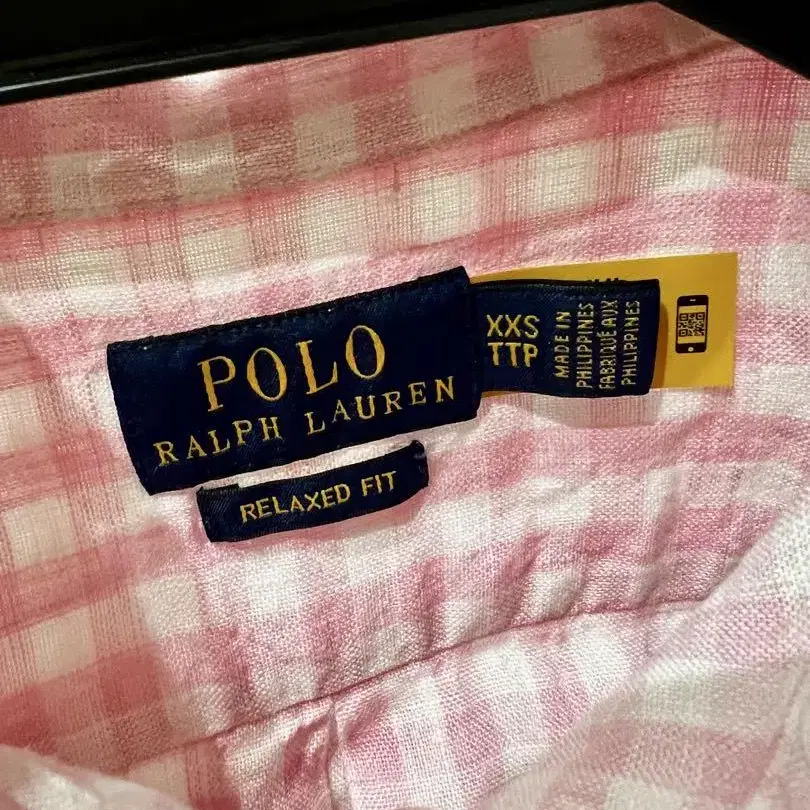 POLO
RALPH LAUREN
RELAXED FIT
XXS
TTP
MADE IN
PHILIPPINES
FABRIQUÉ AUX
PHILIPPINES